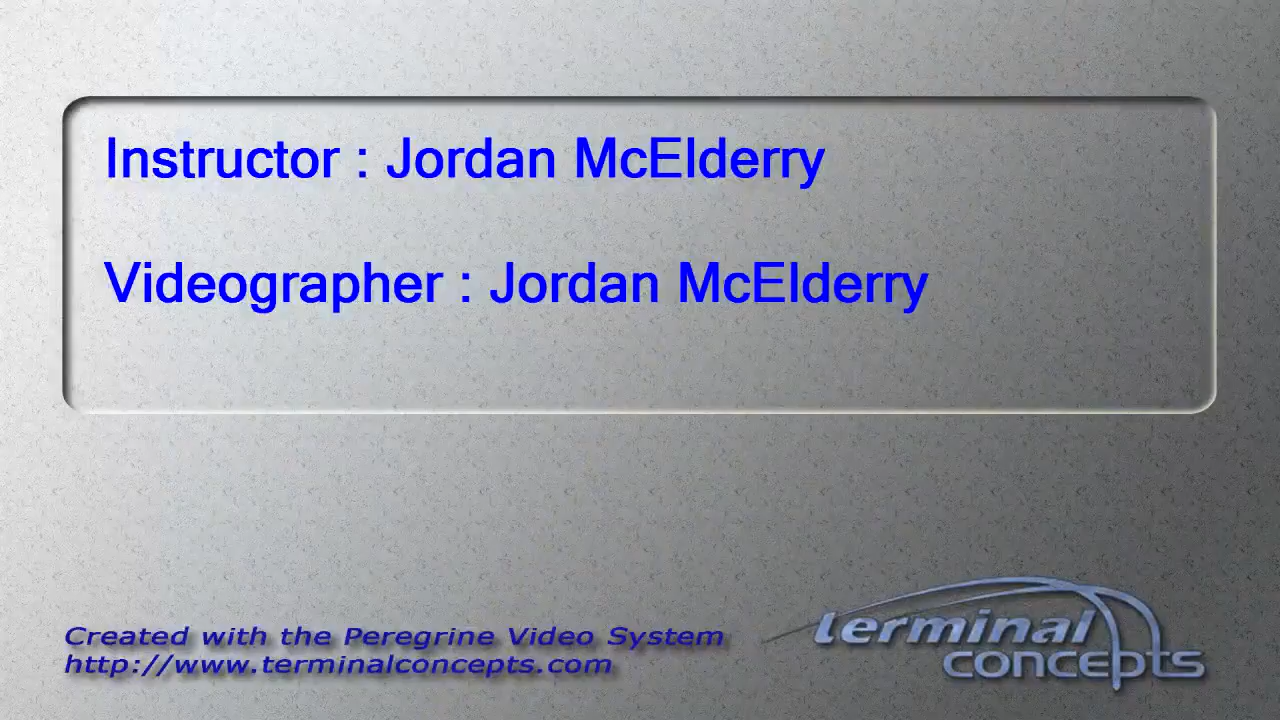 Instructor : Jordan McElderry
Videographer : Jordan McElderry
Created with the Peregrine Video System
http://www.terminalconcepts.com
terminal
concepts